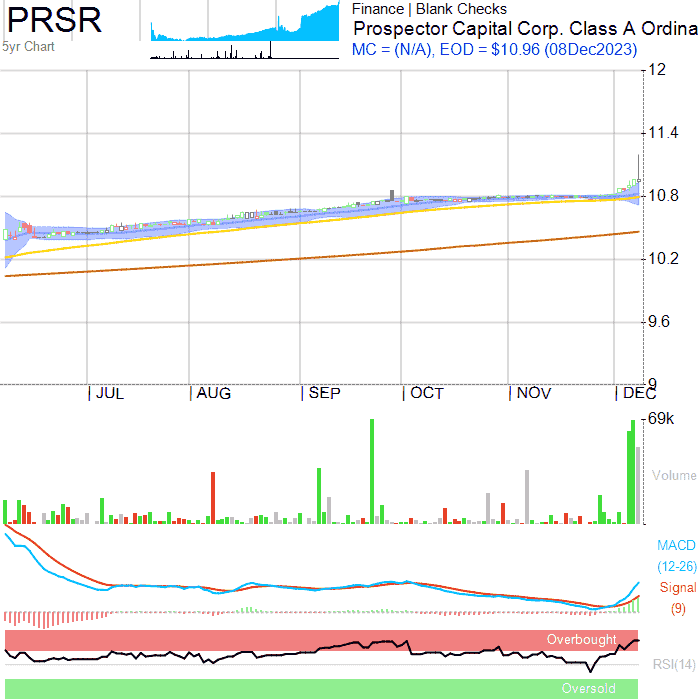 PRSR
5yr Chart
Finance | Blank Checks
Prospector Capital Corp. Class A Ordina
MC = (N/A), EOD = $10.96 (08Dec2023)
12
11.4
10.8
10.2
9.6
9
JUL AUG SEP OCT NOV DEC
69k
Volume
MACD
(12-26)
Signal
(9)
Overbought
RSI(14)
Oversold